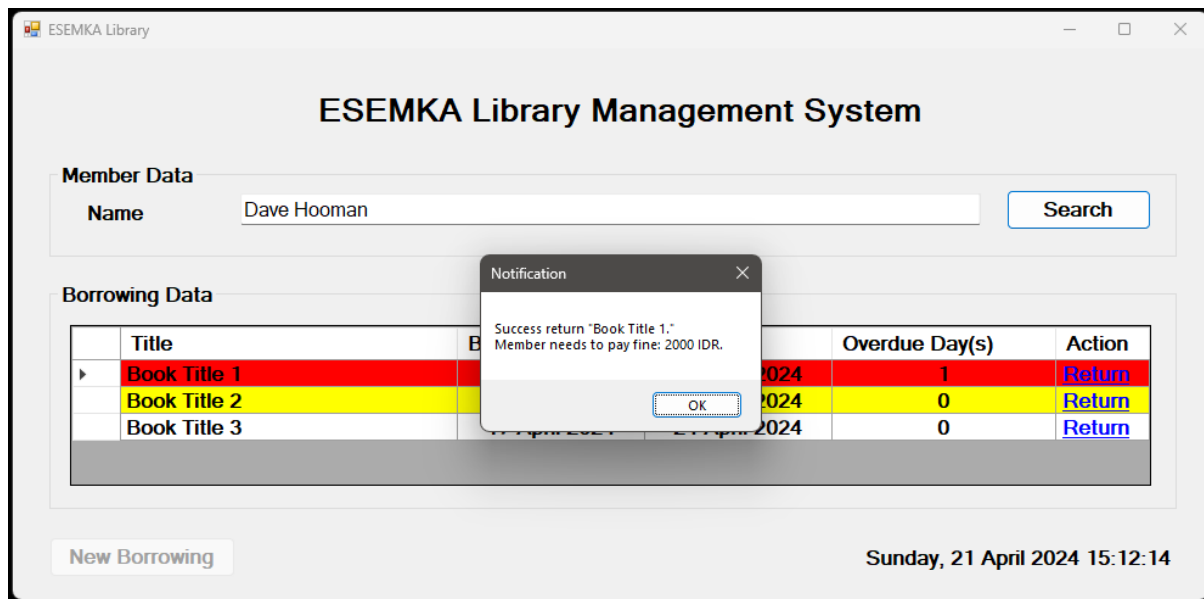 ESEMKA Library
ESEMKA Library Management System
Member Data
Name Dave Hooman Search
Notification
Success return "Book Title 1."
Member needs to pay fine: 2000 IDR.
OK
Borrowing Data
Title B Overdue Day(s) Action
Book Title 1 2024 1 Return
Book Title 2 2024 0 Return
Book Title 3 2024 0 Return
New Borrowing Sunday, 21 April 2024 15:12:14